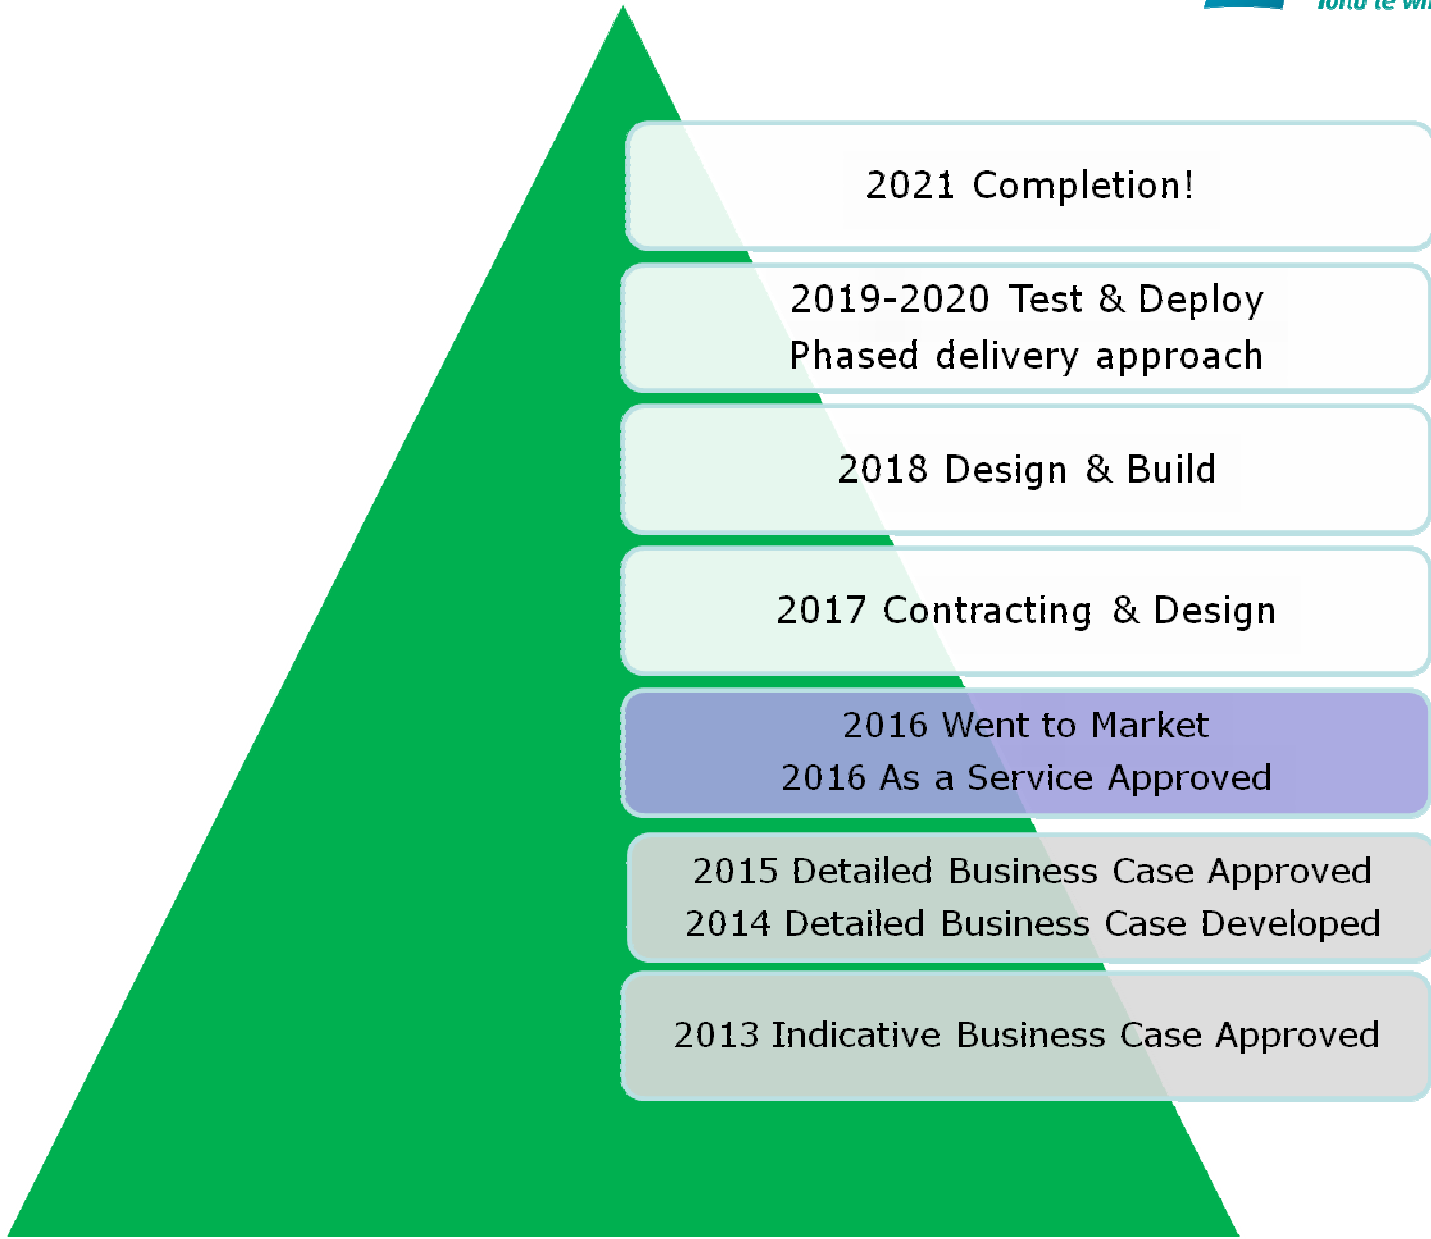 2021 Completion!
2019-2020 Test & Deploy
Phased delivery approach
2018 Design & Build
2017 Contracting & Design
2016 Went to Market
2016 As a Service Approved
2015 Detailed Business Case Approved
2014 Detailed Business Case Developed
2013 Indicative Business Case Approved